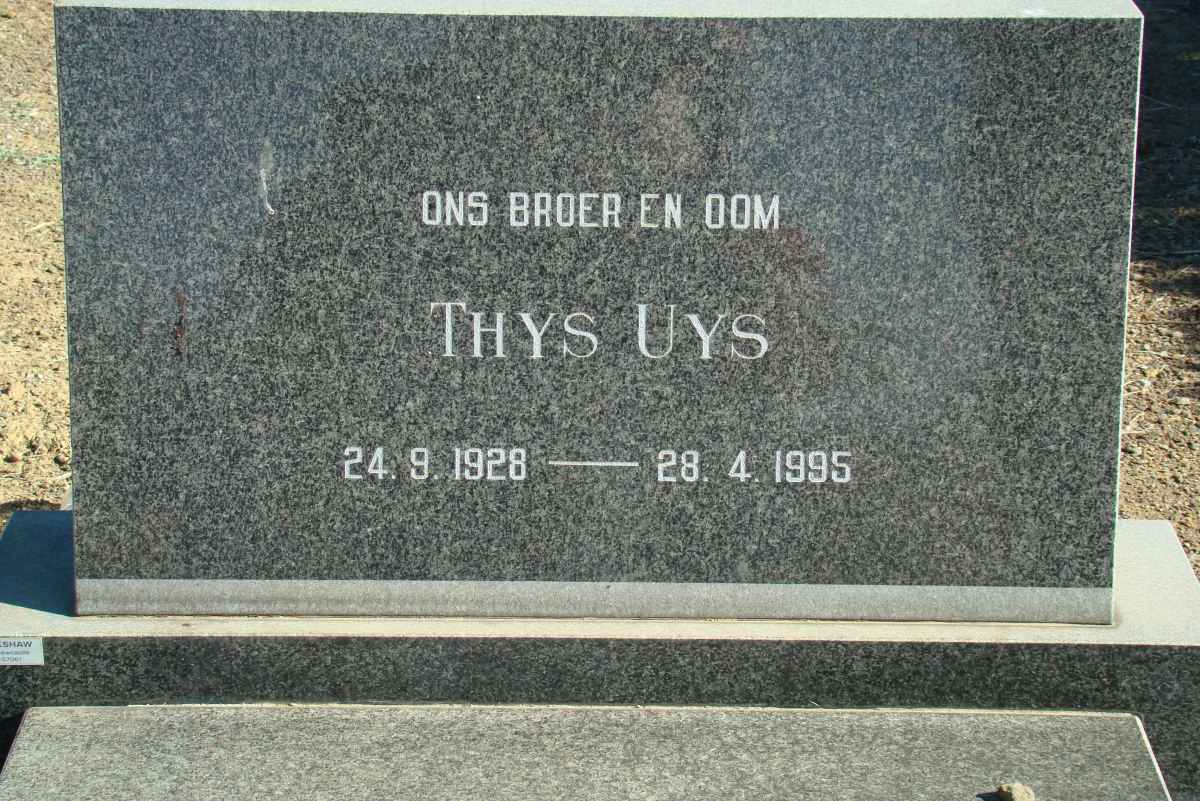 ONS BROER EN OOM
THYS UYS
24. 9. 1928 — 28. 4. 1995